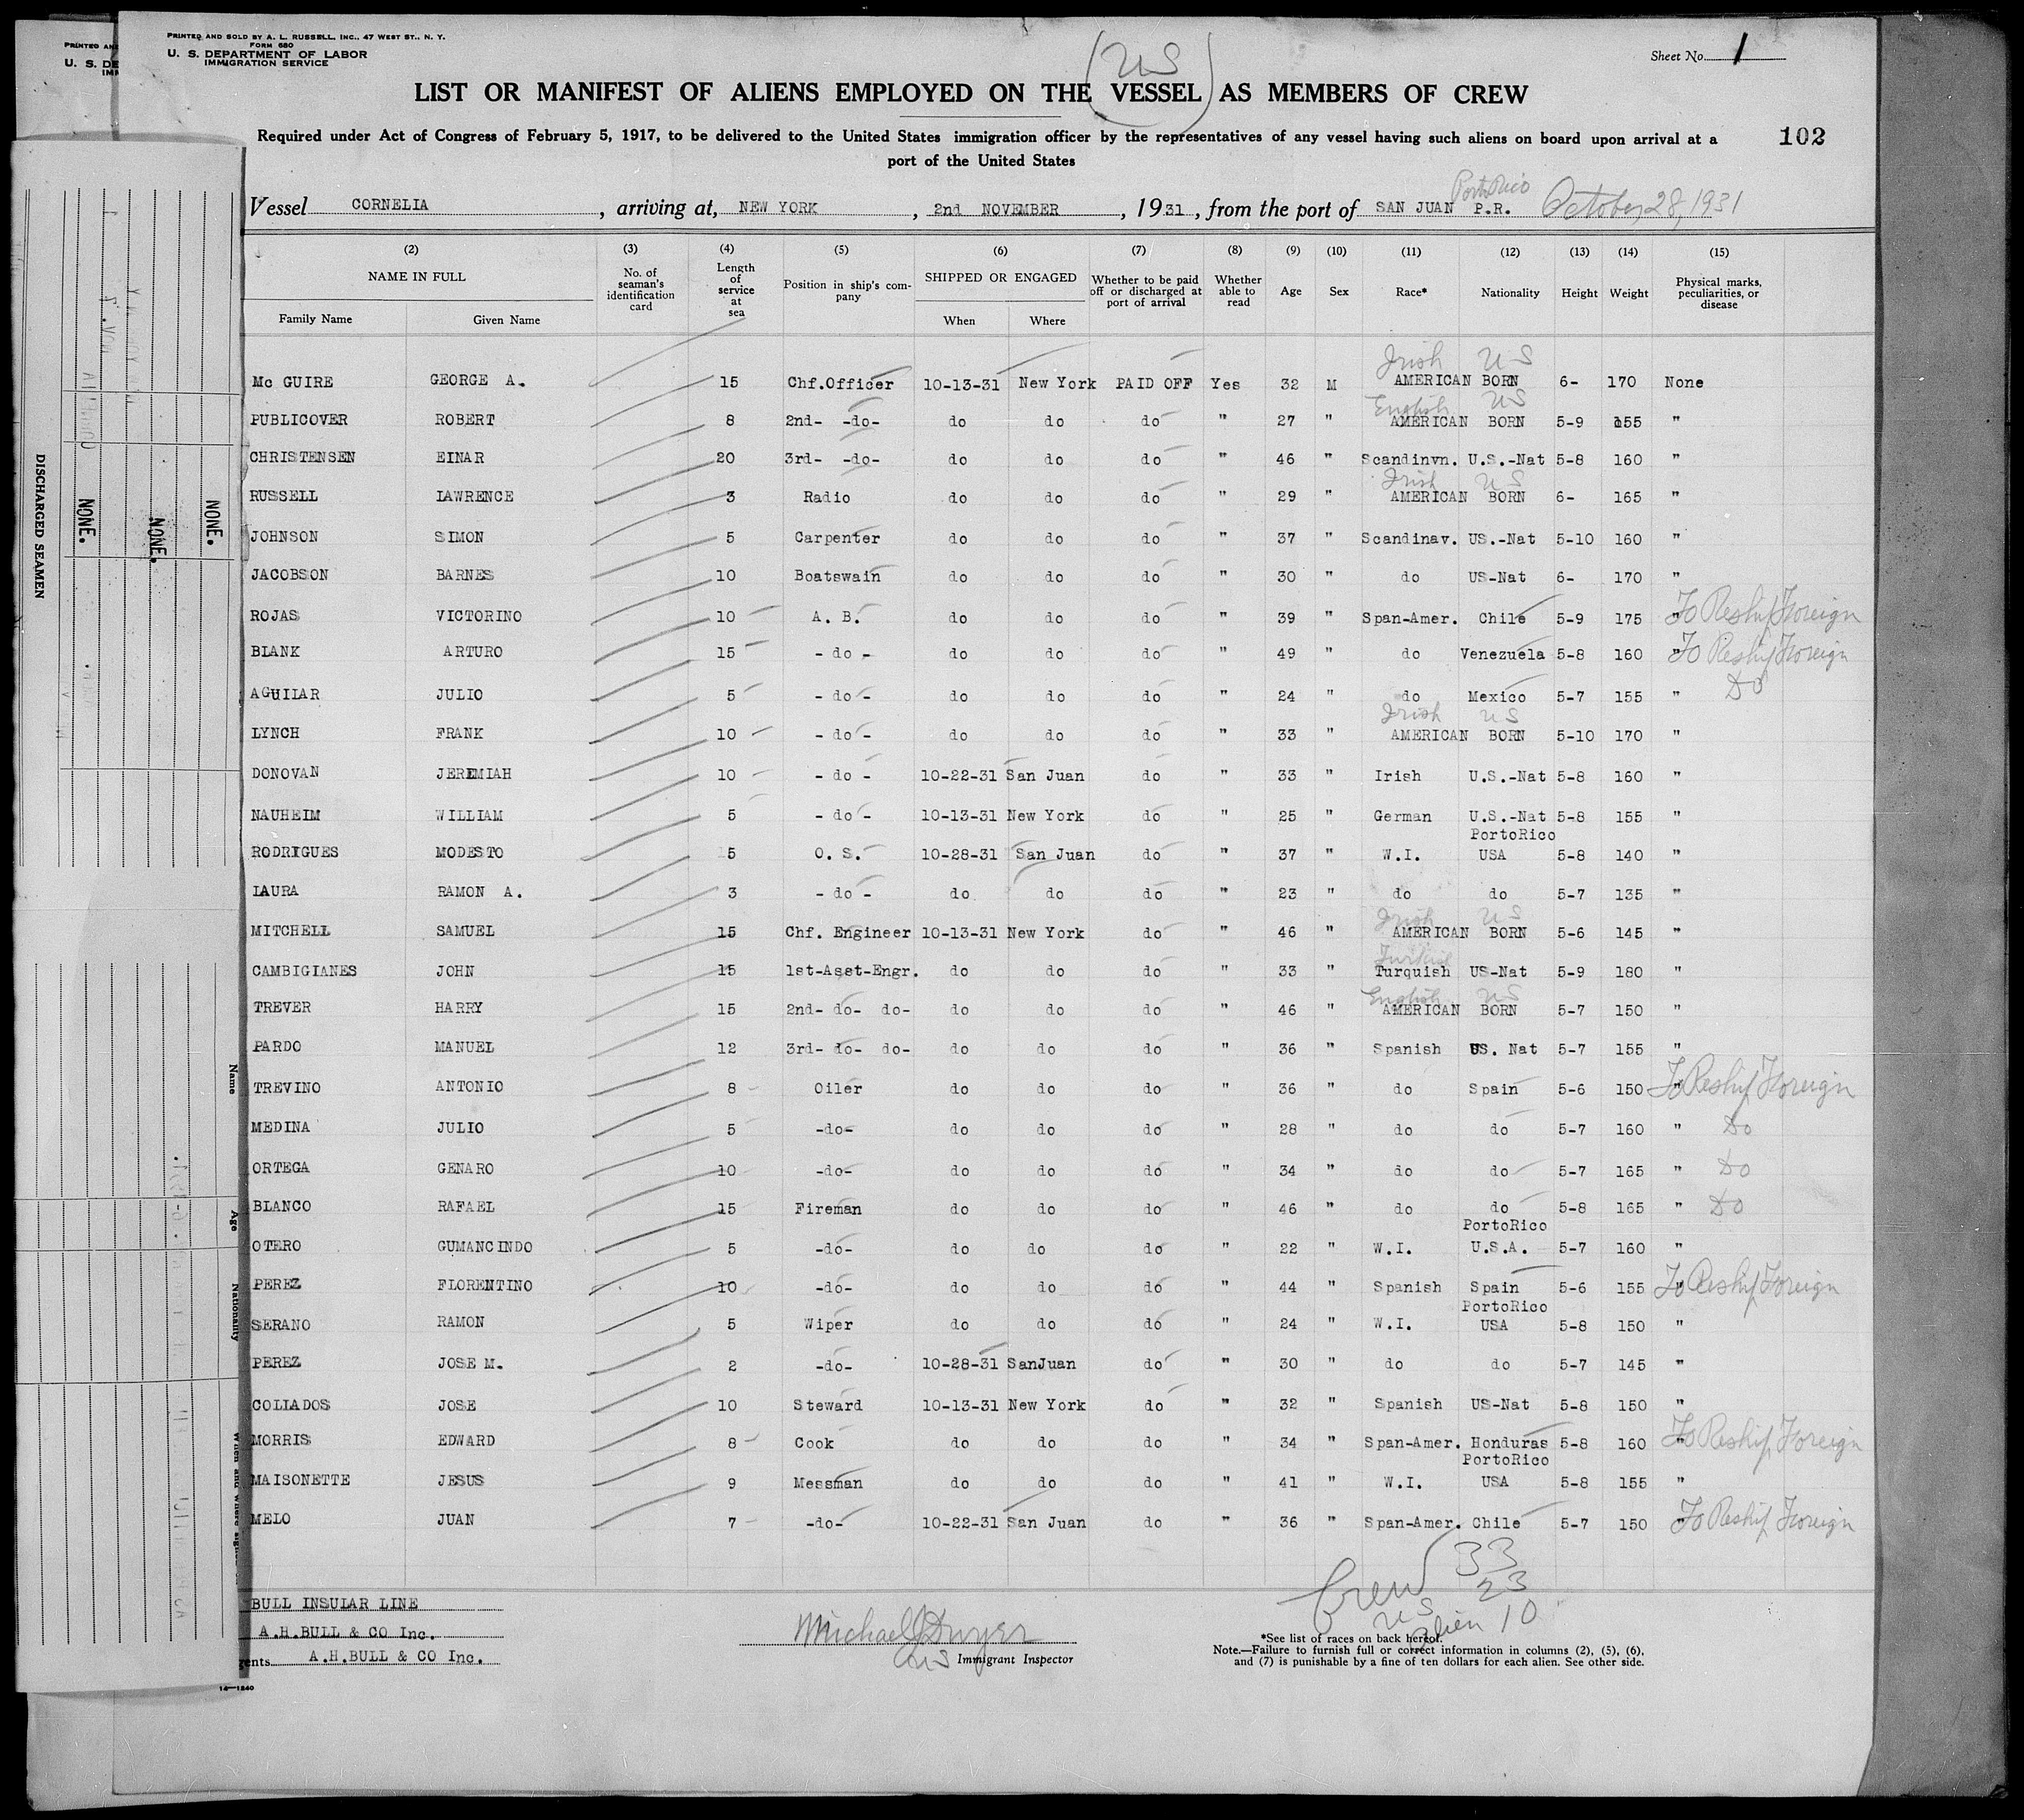 PRINTED AND SOLD BY A. L. RUSSELL, INC., 47 WEST ST., N. Y.
FORM 680
U. S. DEPARTMENT OF LABOR
IMMIGRATION SERVICE
PRINTED AN
U. S. DE
IM
Sheet No. 1
(US)
LIST OR MANIFEST OF ALIENS EMPLOYED ON THE VESSEL AS MEMBERS OF CREW
Required under Act of Congress of February 5, 1917, to be delivered to the United States immigration officer by the representatives of any vessel having such aliens on board upon arrival at a
port of the United States
102
Porto Rico
Vessel CORNELIA, arriving at, NEW YORK, 2nd NOVEMBER, 1931, from the port of SAN JUAN P.R. October, 28, 1931
(2) (3) (4) (5) (6) (7) (8) (9) (10) (11) (12) (13) (14) (15)
NAME IN FULL No. of seaman's identification card Length of service at sea Position in ship's company SHIPPED OR ENGAGED Whether to be paid off or discharged at port of arrival Whether able to read Age Sex Race* Nationality Height Weight Physical marks, peculiarities, or disease
Family Name Given Name When Where
Irish US
Mc GUIRE GEORGE A. 15 Chf.Officer 10-13-31 New York PAID OFF Yes 32 M AMERICAN BORN 6- 170 None
English US
PUBLICOVER ROBERT 8 2nd- -do- do do do " 27 " AMERICAN BORN 5-9 155 "
CHRISTENSEN EINAR 20 3rd- -do- do do do " 46 " Scandinvn. U.S.-Nat 5-8 160 "
Irish US
RUSSELL LAWRENCE 3 Radio do do do " 29 " AMERICAN BORN 6- 165 "
JOHNSON SIMON 5 Carpenter do do do " 37 " Scandinav. US.-Nat 5-10 160 "
JACOBSON BARNES 10 Boatswain do do do " 30 " do US-Nat 6- 170 "
ROJAS VICTORINO 10 A. B. do do do " 39 " Span-Amer. Chile 5-9 175 " To Reship Foreign
BLANK ARTURO 15 - do - do do do " 49 " do Venezuela 5-8 160 " To Reship Foreign
AGUILAR JULIO 5 - do - do do do " 24 " do Mexico 5-7 155 " Do
Irish US
LYNCH FRANK 10 - do - do do do " 33 " AMERICAN BORN 5-10 170 "
DONOVAN JEREMIAH 10 - do - 10-22-31 San Juan do " 33 " Irish U.S.-Nat 5-8 160 "
NAUHEIM WILLIAM 5 - do - 10-13-31 New York do " 25 " German U.S.-Nat 5-8 155 "
PortoRico
RODRIGUES MODESTO 5 O. S. 10-28-31 San Juan do " 37 " W.I. USA 5-8 140 "
LAURA RAMON A. 3 - do - do do do " 23 " do do 5-7 135 "
Irish US
MITCHELL SAMUEL 15 Chf. Engineer 10-13-31 New York do " 46 " AMERICAN BORN 5-6 145 "
Turkish
CAMBIGIANES JOHN 15 1st-Asst-Engr. do do do " 33 " Turquish US-Nat 5-9 180 "
English US
TREVER HARRY 15 2nd- do- do- do do do " 46 " AMERICAN BORN 5-7 150 "
PARDO MANUEL 12 3rd- do- do- do do do " 36 " Spanish US. Nat 5-7 155 "
TREVINO ANTONIO 8 Oiler do do do " 36 " do Spain 5-6 150 " To Reship Foreign
MEDINA JULIO 5 -do- do do do " 28 " do do 5-7 160 " Do
ORTEGA GENARO 10 -do- do do do " 34 " do do 5-7 165 " Do
BLANCO RAFAEL 15 Fireman do do do " 46 " do do 5-8 165 " Do
PortoRico
OTERO GUMANCINDO 5 -do- do do do " 22 " W.I. U.S.A. 5-7 160 "
PEREZ FLORENTINO 10 -do- do do do " 44 " Spanish Spain 5-6 155 " To Reship Foreign
PortoRico
SERANO RAMON 5 Wiper do do do " 24 " W.I. USA 5-8 150 "
PEREZ JOSE M. 2 -do- 10-28-31 SanJuan do " 30 " do do 5-7 145 "
COLLADOS JOSE 10 Steward 10-13-31 New York do " 32 " Spanish US-Nat 5-8 150 "
MORRIS EDWARD 8 Cook do do do " 34 " Span-Amer. Honduras 5-8 160 " To Reship Foreign
PortoRico
MAISONETTE JESUS 9 Messman do do do " 41 " W.I. USA 5-8 155 "
MELO JUAN 7 -do- 10-22-31 San Juan do " 36 " Span-Amer. Chile 5-7 150 " To Reship Foreign
Crew 33
US 23
alien 10
BULL INSULAR LINE
A.H.BULL & CO Inc.
gents A.H.BULL & CO Inc.
Michael J Dwyer
US Immigrant Inspector
*See list of races on back hereof.
Note.—Failure to furnish full or correct information in columns (2), (5), (6),
and (7) is punishable by a fine of ten dollars for each alien. See other side.
14—1240
DISCHARGED SEAMEN
NONE.
NONE.
NONE.
Name
Age
Nationality
When and where signed on